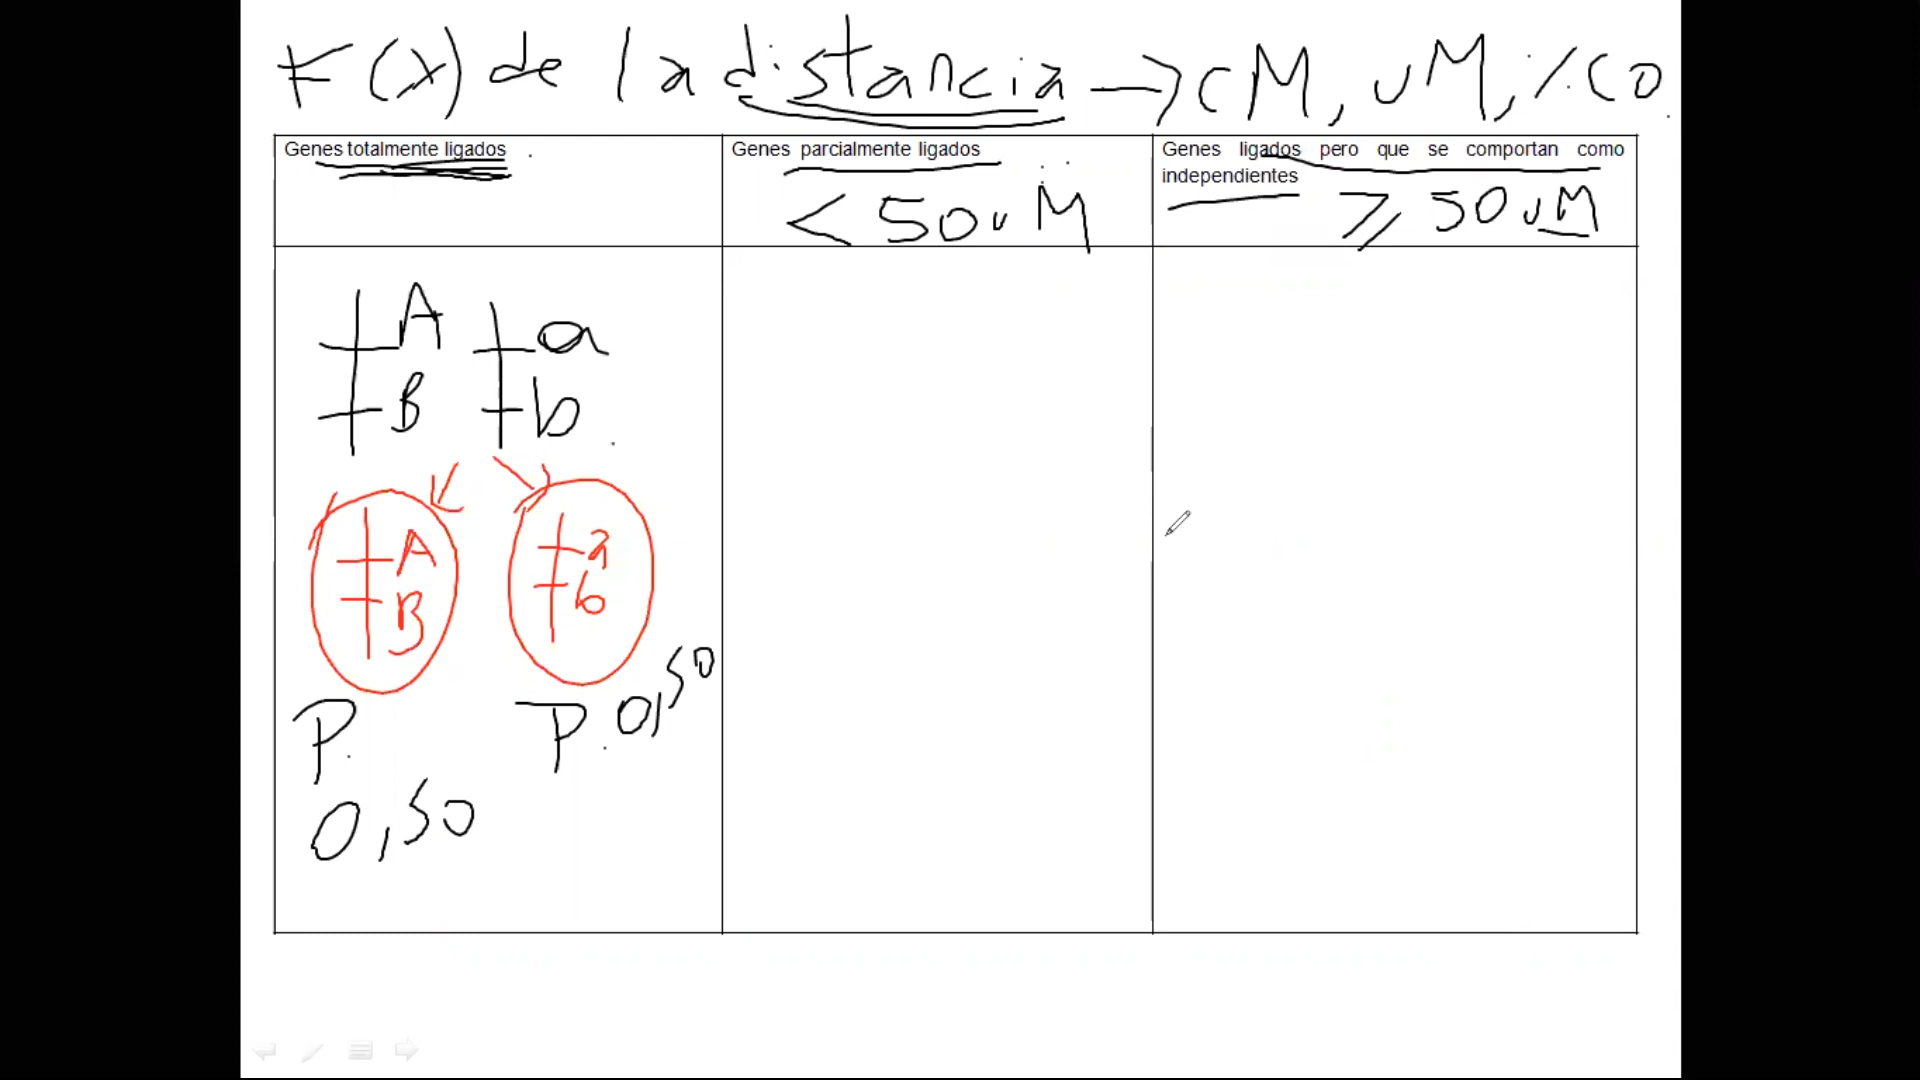 F(x) de la distancia → cM, uM, %CO
Genes totalmente ligados
Genes parcialmente ligados
< 50 uM
Genes ligados pero que se comportan como
independientes ≥ 50 uM
A a
B b
A a
B b
P. P. 0,50
0,50